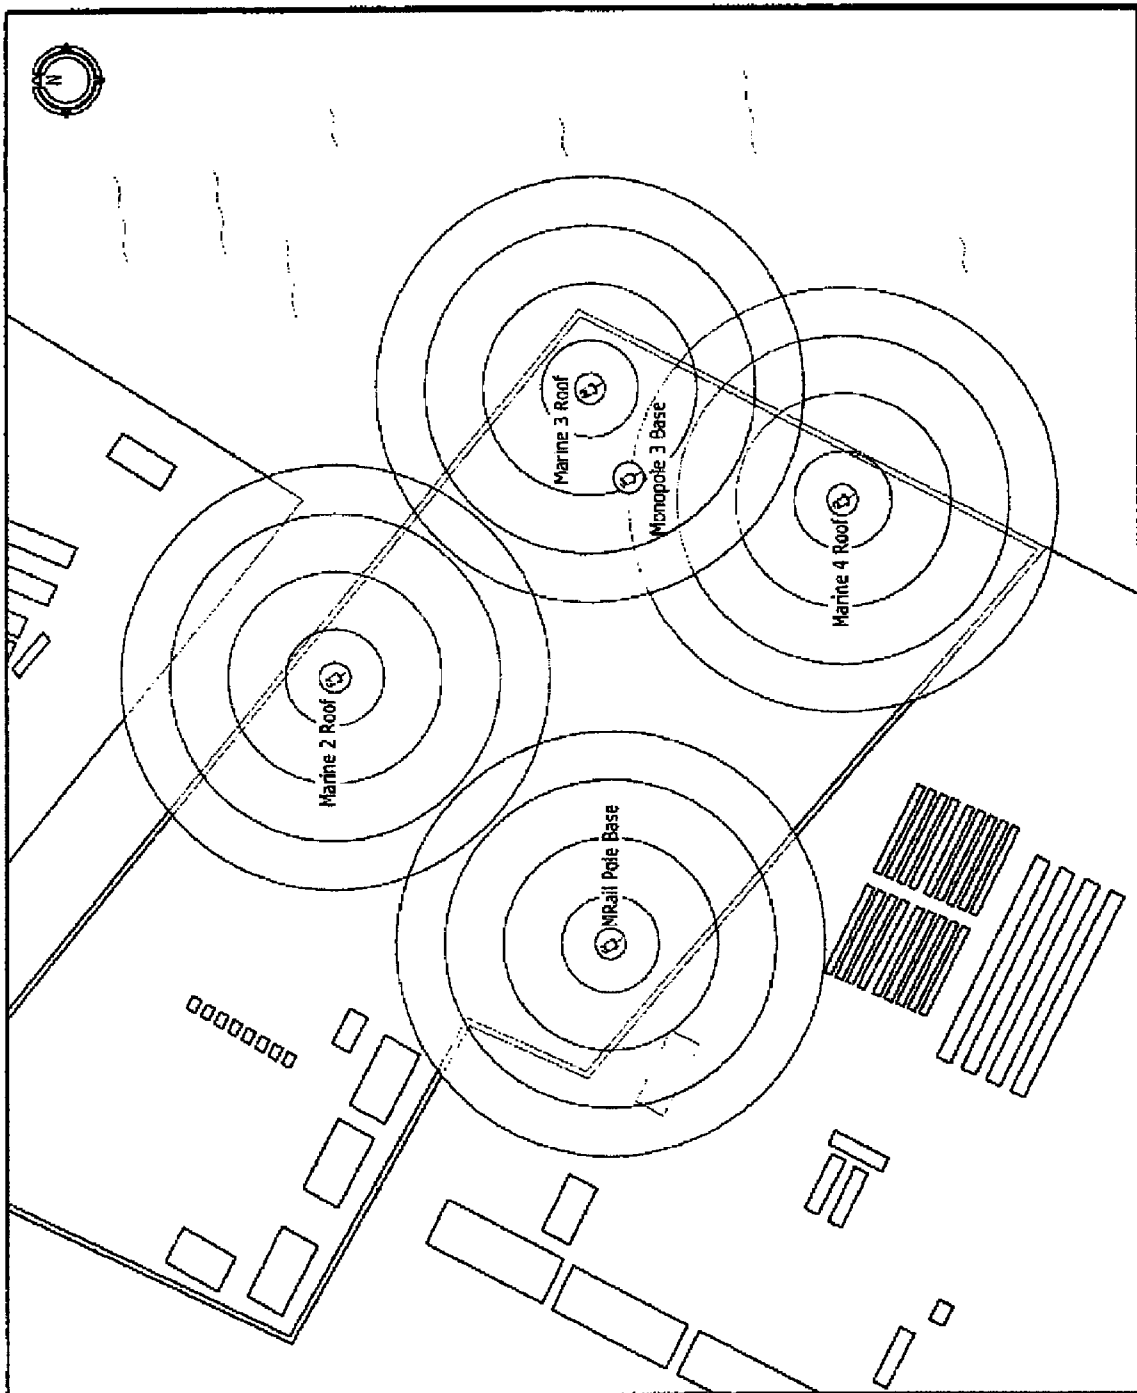 N
Marine 3 Roof
Monopole 3 Base
Marine 2 Roof
Marine 4 Roof
MRail Pole Base